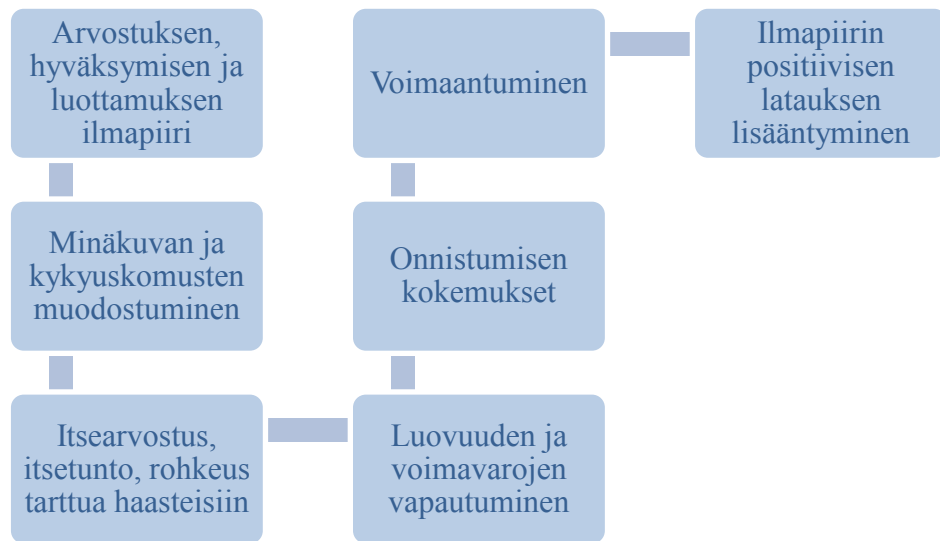 Arvostuksen,
hyväksymisen ja
luottamuksen
ilmapiiri
Minäkuvan ja
kykyuskomusten
muodostuminen
Itsearvostus,
itsetunto, rohkeus
tarttua haasteisiin
Luovuuden ja
voimavarojen
vapautuminen
Onnistumisen
kokemukset
Voimaantuminen
Ilmapiirin
positiivisen
latauksen
lisääntyminen